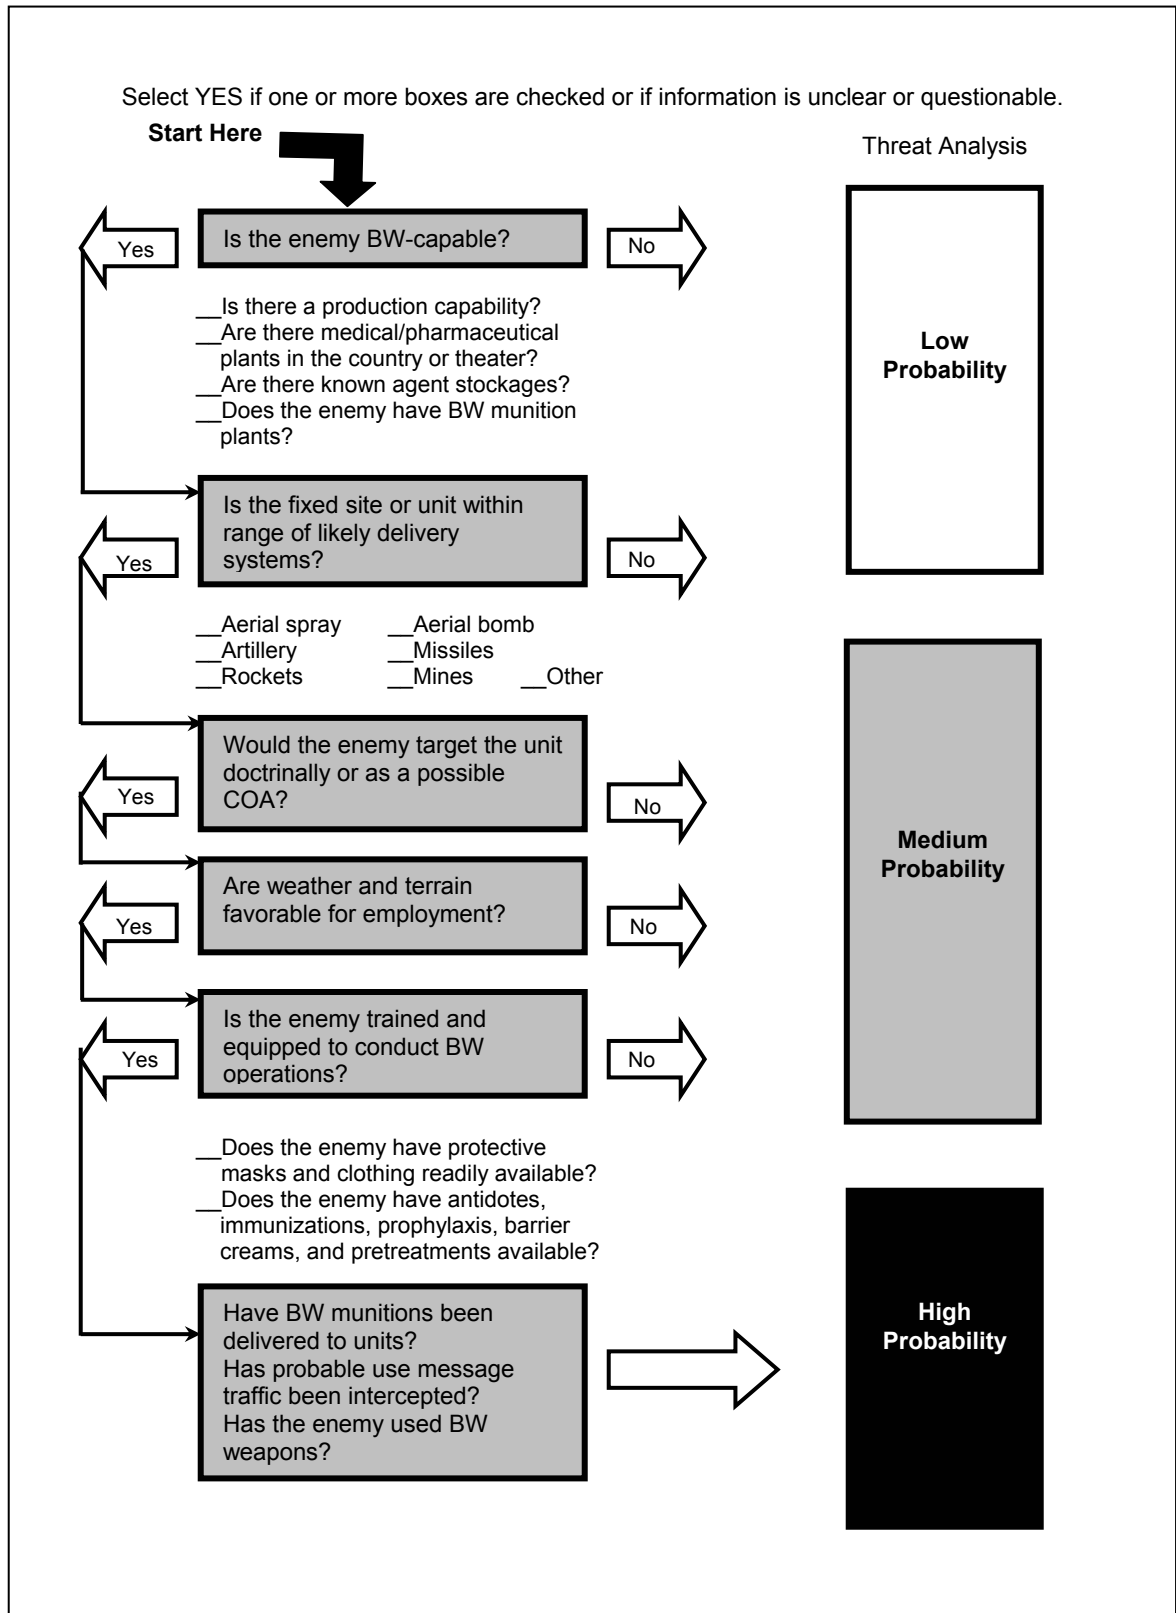 Select YES if one or more boxes are checked or if information is unclear or questionable.
Start Here
Threat Analysis
Yes
Is the enemy BW-capable?
No
__Is there a production capability?
__Are there medical/pharmaceutical
plants in the country or theater?
__Are there known agent stockages?
__Does the enemy have BW munition
plants?
Low
Probability
Yes
Is the fixed site or unit within
range of likely delivery
systems?
No
__Aerial spray __Aerial bomb
__Artillery __Missiles
__Rockets __Mines __Other
Yes
Would the enemy target the unit
doctrinally or as a possible
COA?
No
Medium
Probability
Yes
Are weather and terrain
favorable for employment?
No
Yes
Is the enemy trained and
equipped to conduct BW
operations?
No
__Does the enemy have protective
masks and clothing readily available?
__Does the enemy have antidotes,
immunizations, prophylaxis, barrier
creams, and pretreatments available?
Have BW munitions been
delivered to units?
Has probable use message
traffic been intercepted?
Has the enemy used BW
weapons?
High
Probability